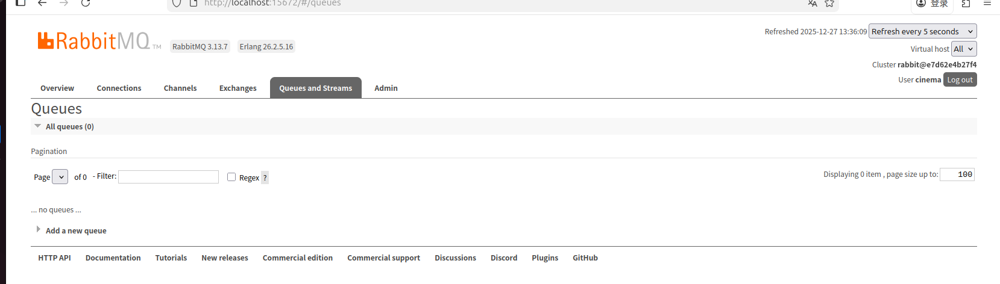 http://localhost:15672/#/queues
登录
RabbitMQ TM RabbitMQ 3.13.7 Erlang 26.2.5.16
Refreshed 2025-12-27 13:36:09 Refresh every 5 seconds
Virtual host All
Cluster rabbit@e7d62e4b27f4
User cinema Log out
Overview Connections Channels Exchanges Queues and Streams Admin
Queues
All queues (0)
Pagination
Page of 0 - Filter: Regex ? Displaying 0 item , page size up to: 100
... no queues ...
Add a new queue
HTTP API Documentation Tutorials New releases Commercial edition Commercial support Discussions Discord Plugins GitHub